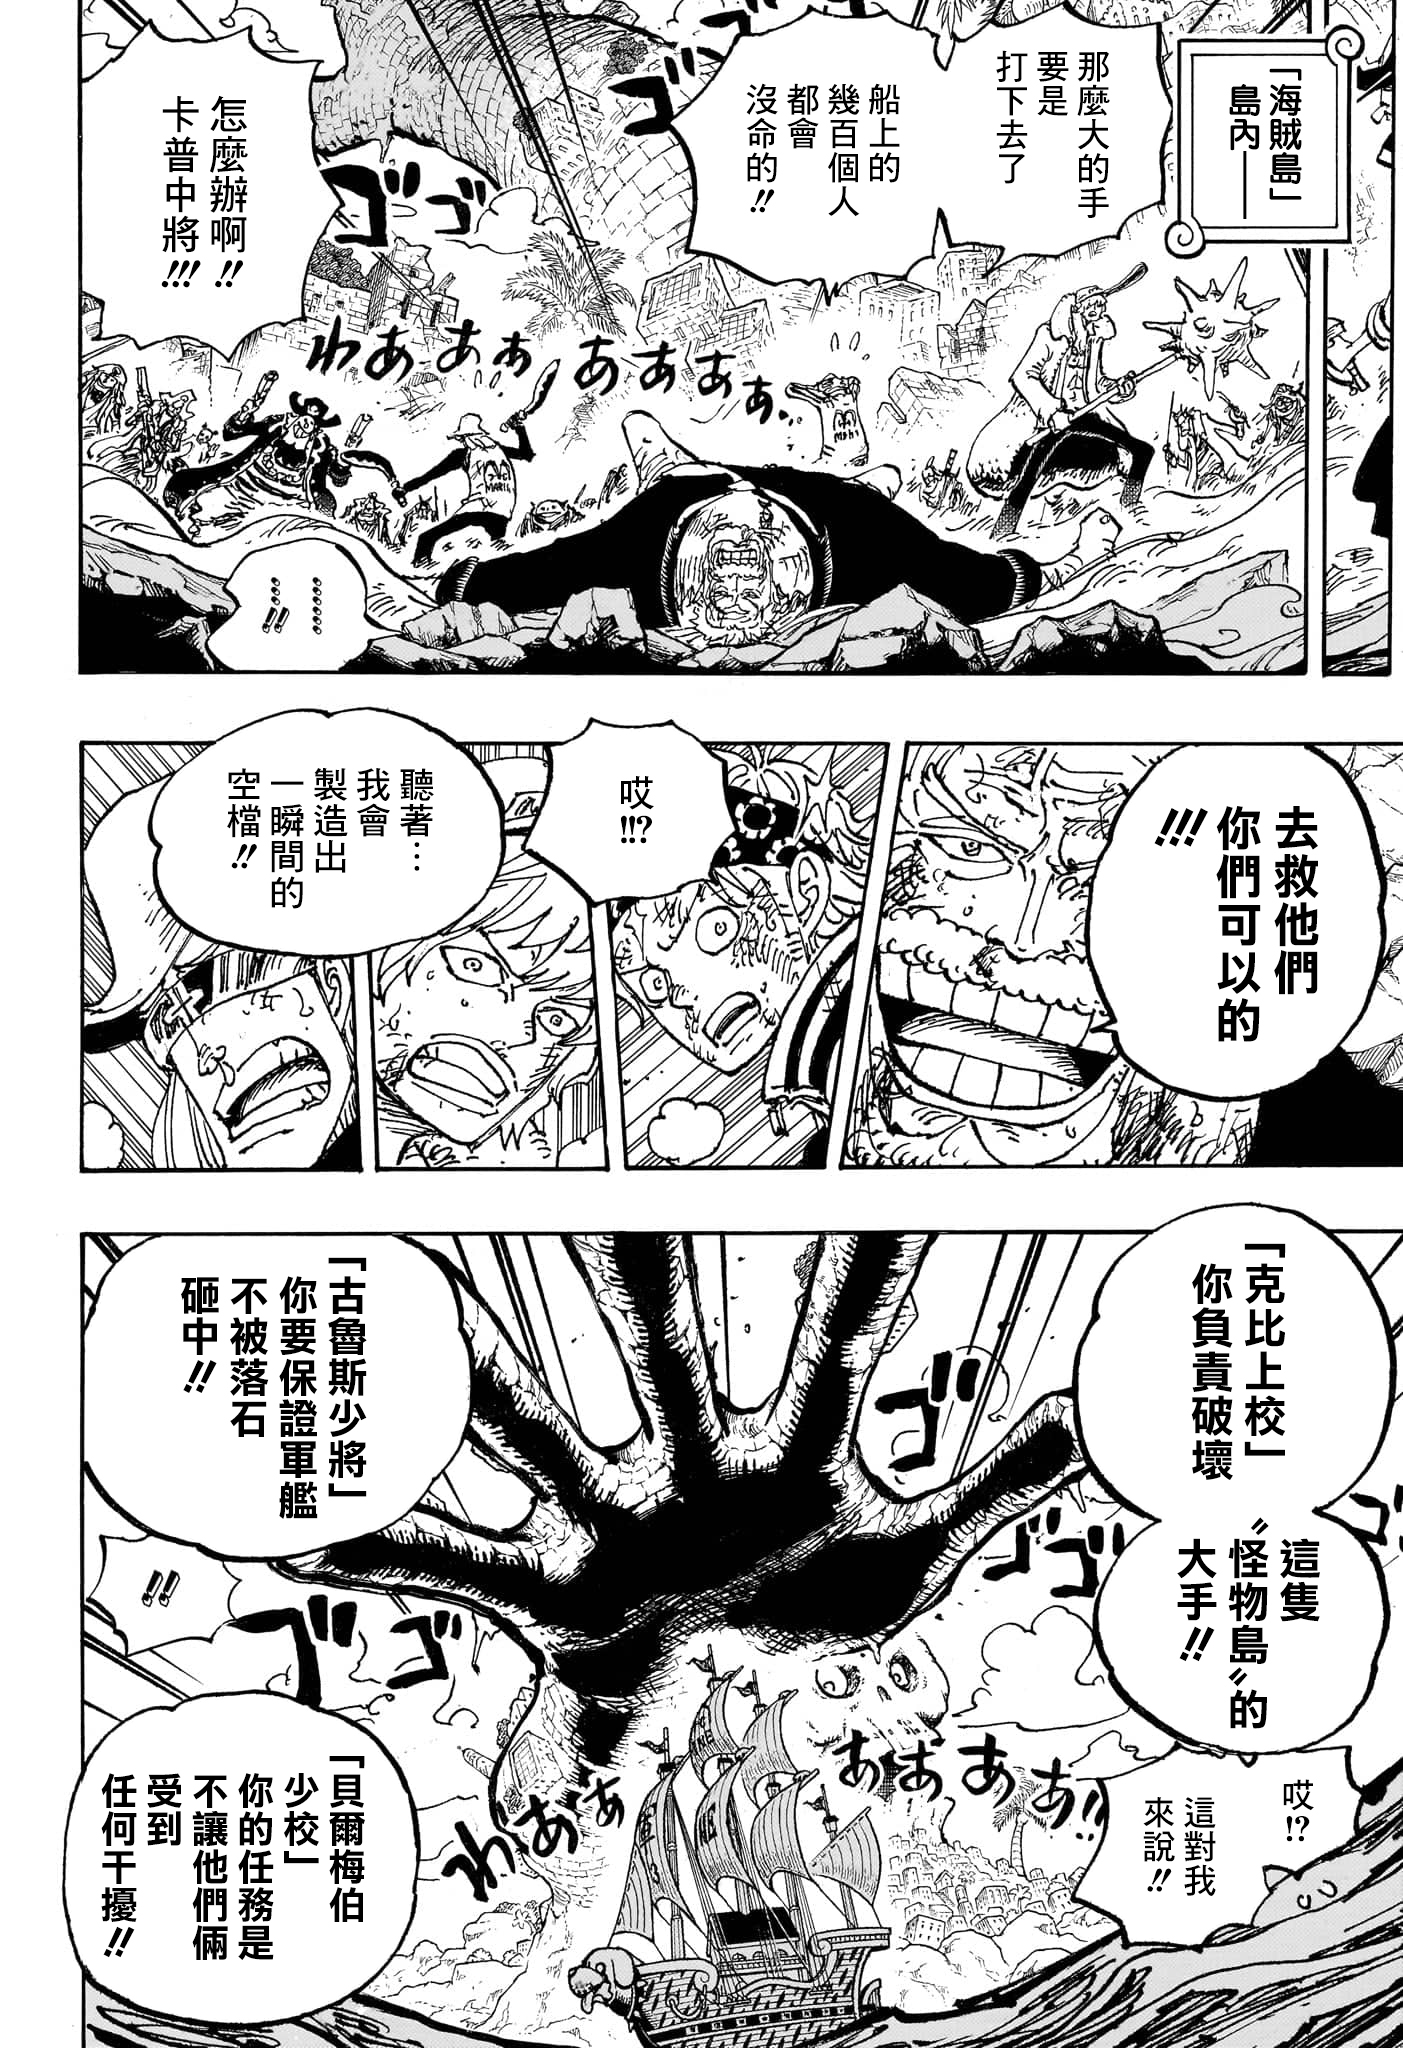 「海賊島」
島內——
那麼大的手
要是
打下去了
船上的
幾百個人
都會
沒命的!!
ゴゴ
ゴゴ
怎麼辦啊!!
卡普中將!!!
わああぁあああぁ…
MARINE
……
!!
去救他們
你們可以的
!!!
哎
!!?
聽著…
我會
製造出
一瞬間的
空檔!!
「克比上校」
你負責破壞
這隻
〝怪物島〞的
大手!!
哎!?
這對我
來說!!
ゴゴ
ゴゴ
「古魯斯少將」
你要保證軍艦
不被落石
砸中!!
!!
ゴゴ
「貝爾梅伯
少校」
你的任務是
不讓他們倆
受到
任何干擾!!
わああぁ
ああああ!!